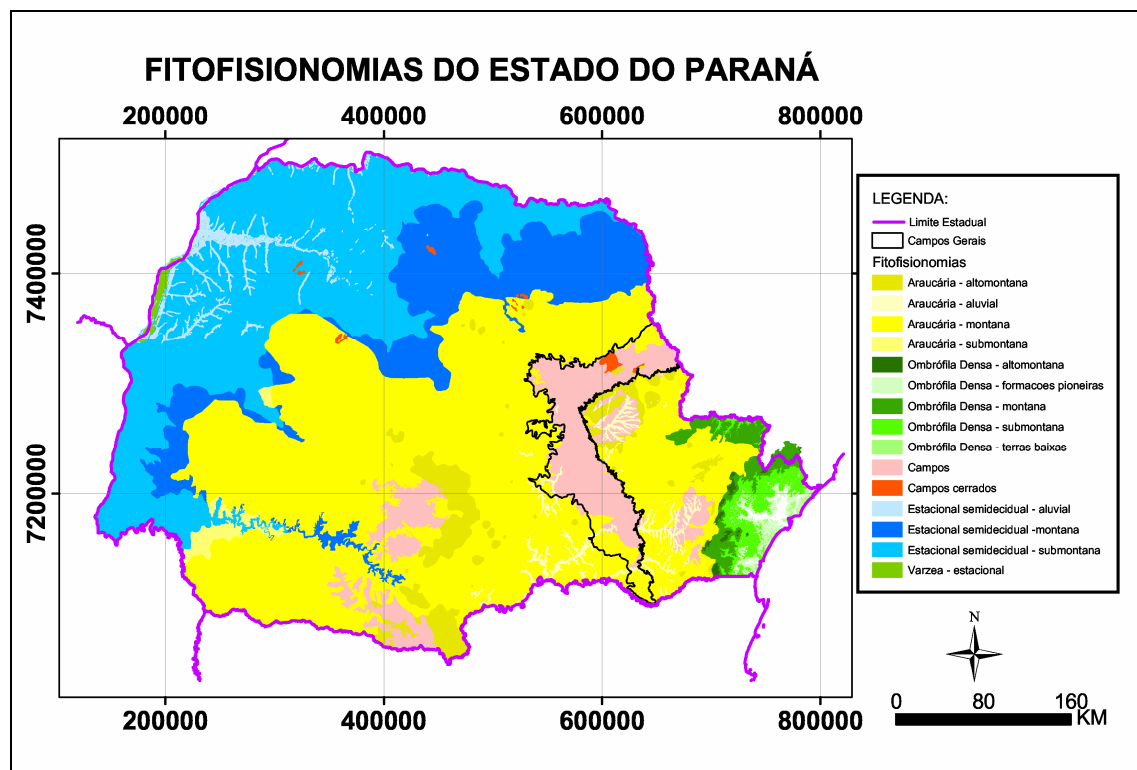 FITOFISIONOMIAS DO ESTADO DO PARANÁ
200000 400000 600000 800000
7400000
7200000
200000 400000 600000 800000
LEGENDA:
Limite Estadual
Campos Gerais
Fitofisionomias
Araucária - altomontana
Araucária - aluvial
Araucária - montana
Araucária - submontana
Ombrófila Densa - altomontana
Ombrófila Densa - formacoes pioneiras
Ombrófila Densa - montana
Ombrófila Densa - submontana
Ombrófila Densa - terras baixas
Campos
Campos cerrados
Estacional semidecidual - aluvial
Estacional semidecidual -montana
Estacional semidecidual - submontana
Varzea - estacional
N
0 80 160
KM